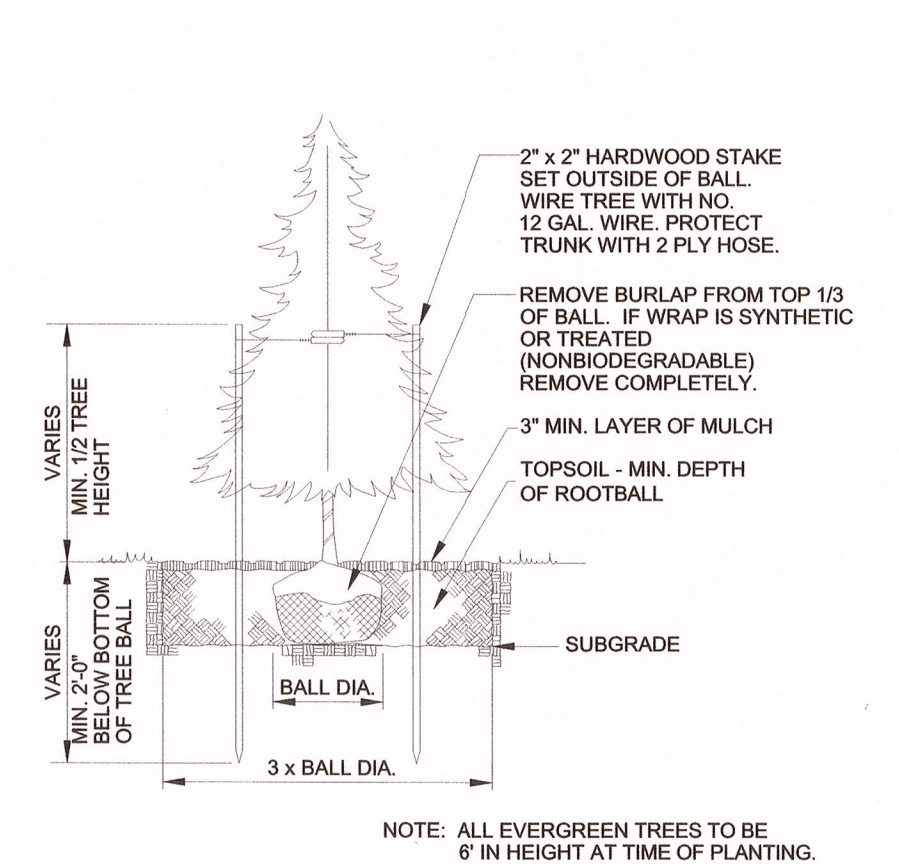 2" x 2" HARDWOOD STAKE
SET OUTSIDE OF BALL.
WIRE TREE WITH NO.
12 GAL. WIRE. PROTECT
TRUNK WITH 2 PLY HOSE.
REMOVE BURLAP FROM TOP 1/3
OF BALL. IF WRAP IS SYNTHETIC
OR TREATED
(NONBIODEGRADABLE)
REMOVE COMPLETELY.
3" MIN. LAYER OF MULCH
TOPSOIL - MIN. DEPTH
OF ROOTBALL
SUBGRADE
VARIES
MIN. 1/2 TREE
HEIGHT
VARIES
MIN. 2'-0"
BELOW BOTTOM
OF TREE BALL
BALL DIA.
3 x BALL DIA.
NOTE: ALL EVERGREEN TREES TO BE
6' IN HEIGHT AT TIME OF PLANTING.